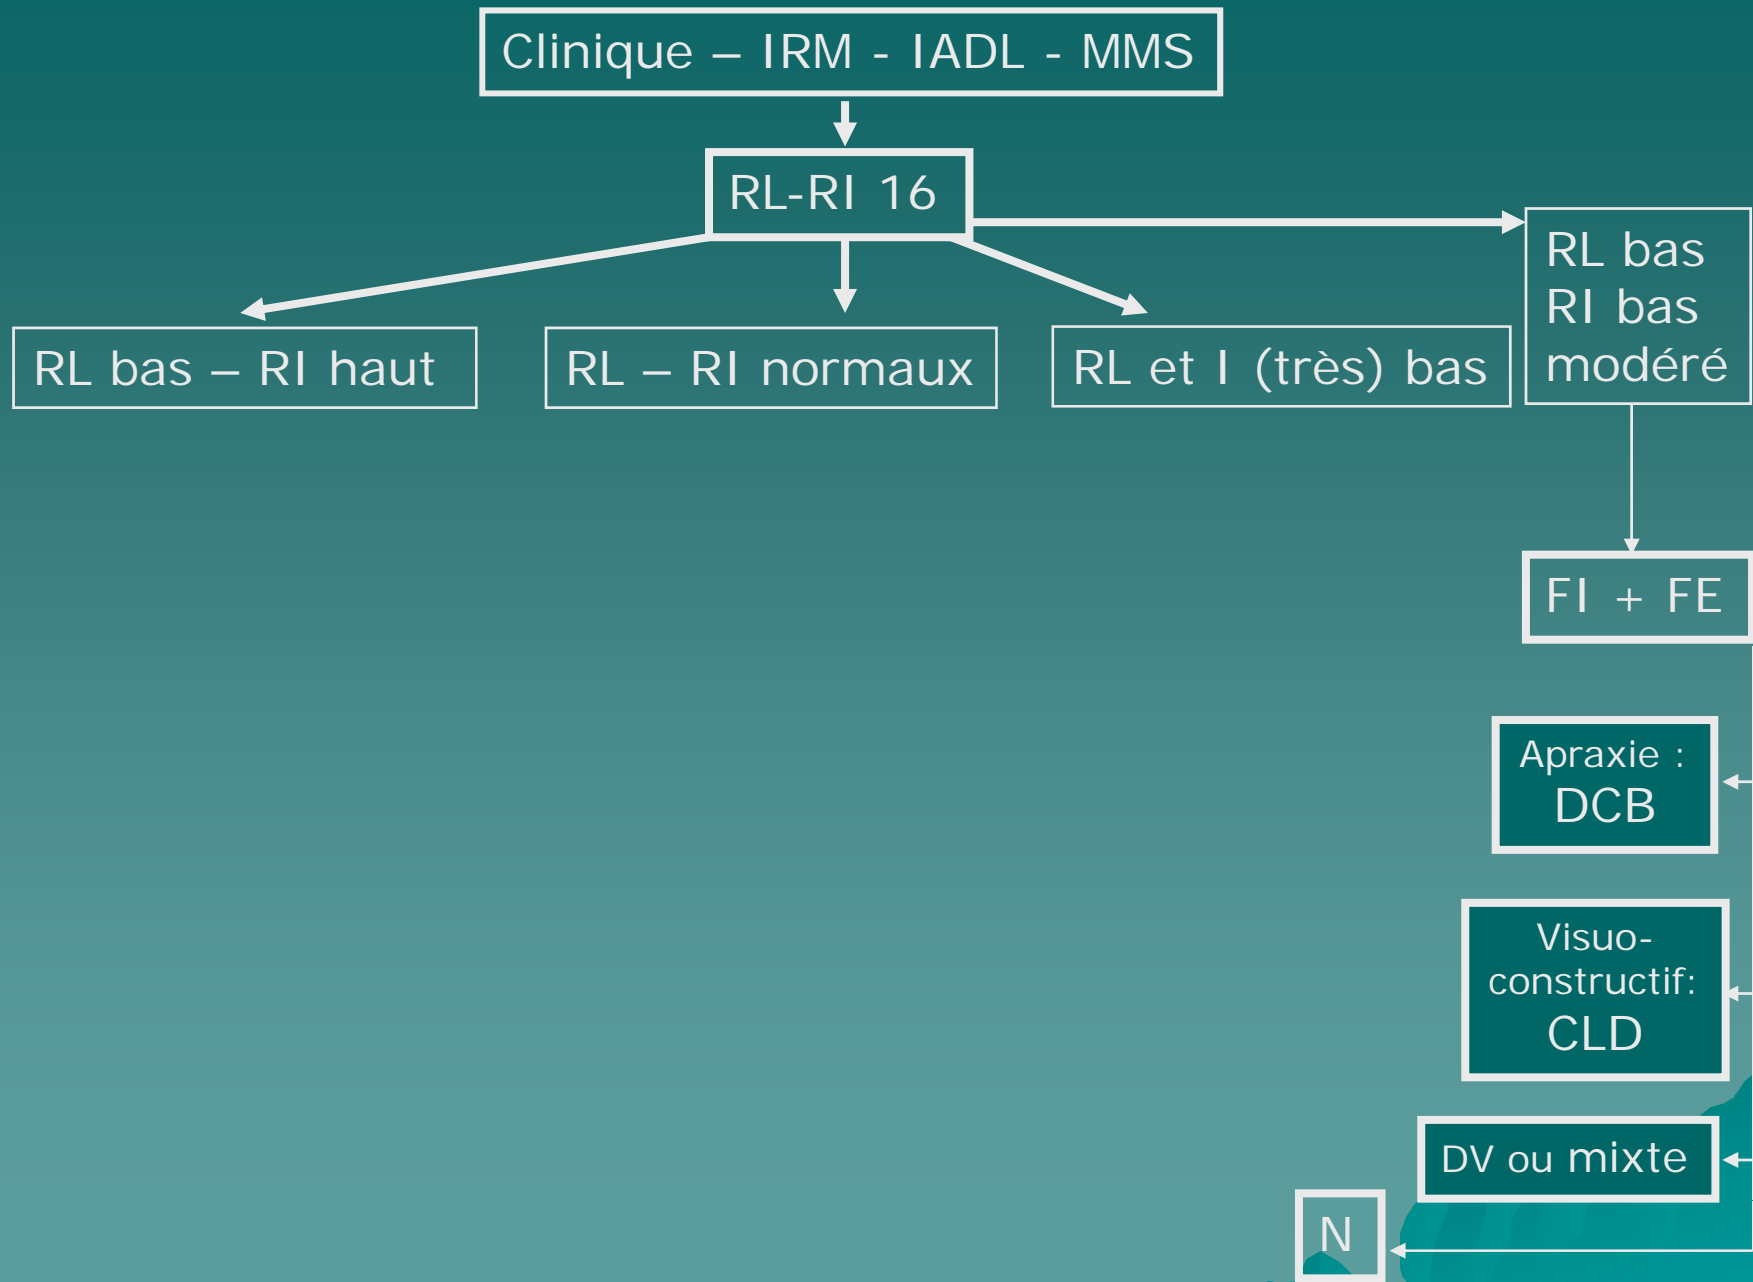 Clinique – IRM - IADL - MMS
RL-RI 16
RL bas – RI haut
RL – RI normaux
RL et I (très) bas
RL bas
RI bas
modéré
FI + FE
Apraxie :
DCB
Visuo-
constructif:
CLD
DV ou mixte
N